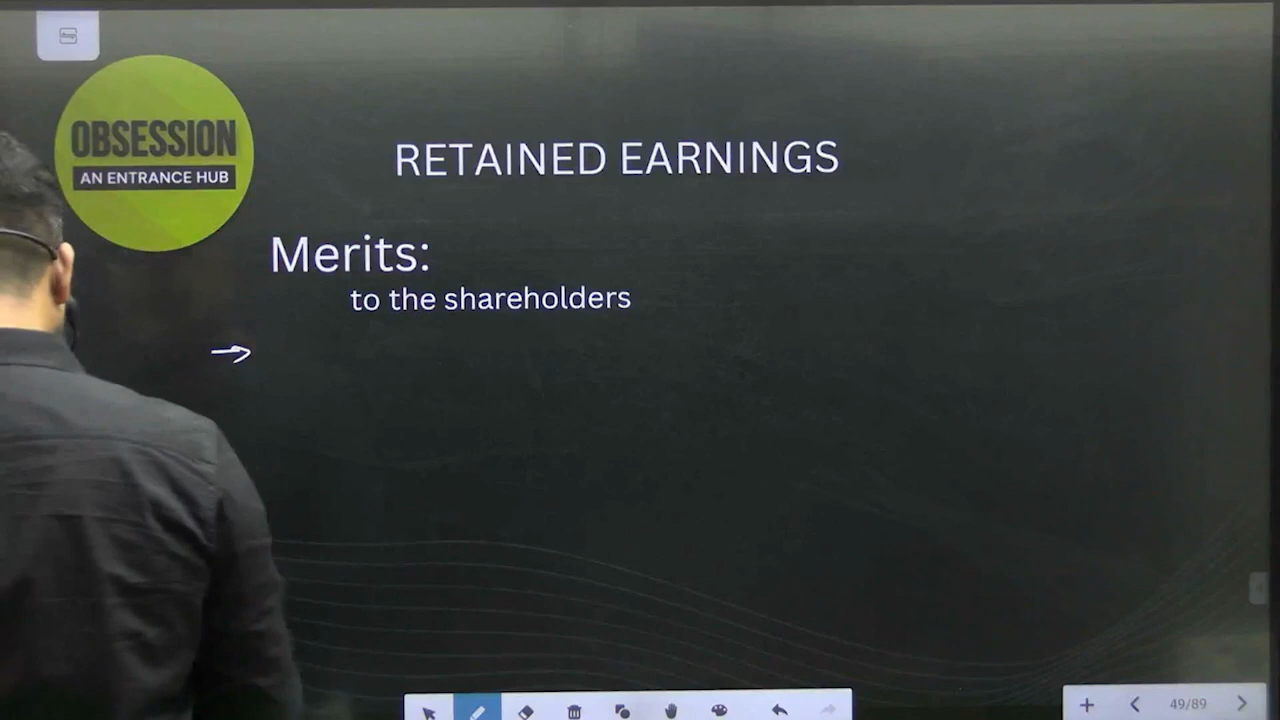 OBSESSION
AN ENTRANCE HUB
RETAINED EARNINGS
Merits:
to the shareholders
→
49/89